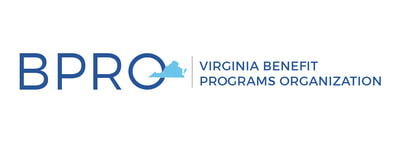 BPRO
VIRGINIA BENEFIT
PROGRAMS ORGANIZATION